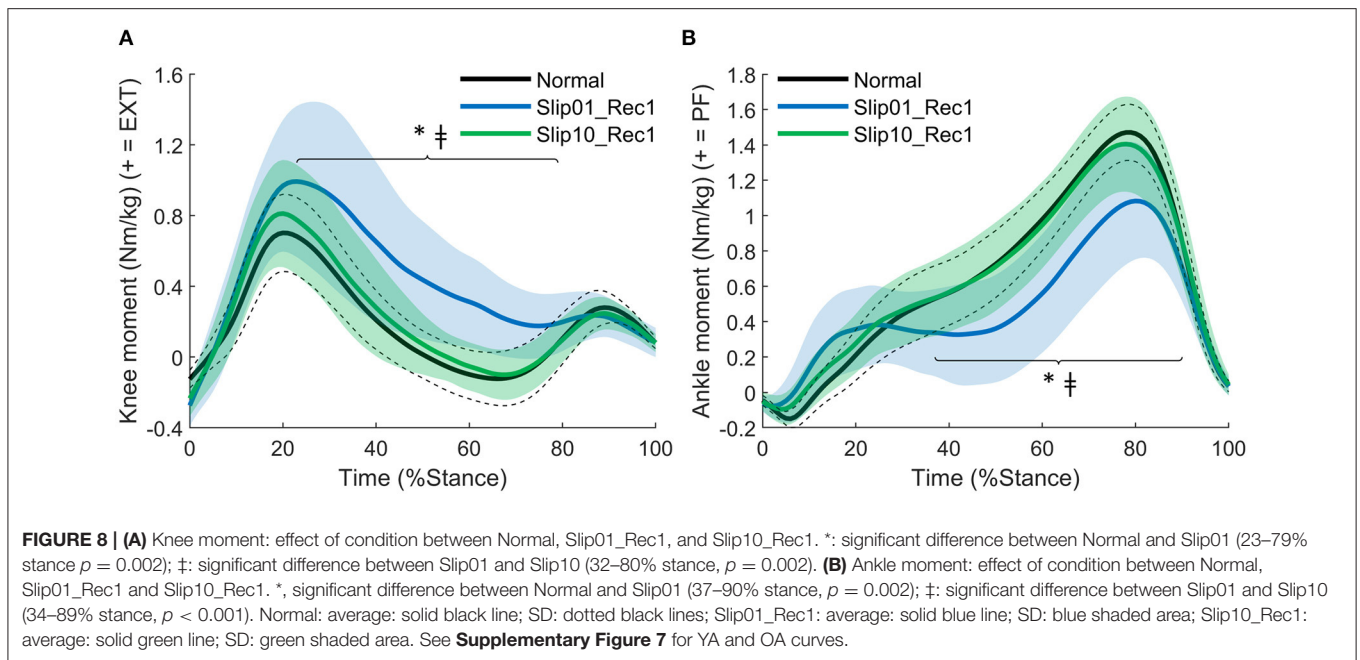 A
Knee moment (Nm/kg) (+ = EXT)
1.6
1.2
0.8
0.4
0
-0.4
Normal
Slip01_Rec1
Slip10_Rec1
* ‡
0 20 40 60 80 100
Time (%Stance)
B
Ankle moment (Nm/kg) (+ = PF)
1.8
1.6
1.4
1.2
1
0.8
0.6
0.4
0.2
0
-0.2
Normal
Slip01_Rec1
Slip10_Rec1
* ‡
0 20 40 60 80 100
Time (%Stance)
FIGURE 8 | (A) Knee moment: effect of condition between Normal, Slip01_Rec1, and Slip10_Rec1. *: significant difference between Normal and Slip01 (23–79%
stance p = 0.002); ‡: significant difference between Slip01 and Slip10 (32–80% stance, p = 0.002). (B) Ankle moment: effect of condition between Normal,
Slip01_Rec1 and Slip10_Rec1. *, significant difference between Normal and Slip01 (37–90% stance, p = 0.002); ‡: significant difference between Slip01 and Slip10
(34–89% stance, p < 0.001). Normal: average: solid black line; SD: dotted black lines; Slip01_Rec1: average: solid blue line; SD: blue shaded area; Slip10_Rec1:
average: solid green line; SD: green shaded area. See Supplementary Figure 7 for YA and OA curves.